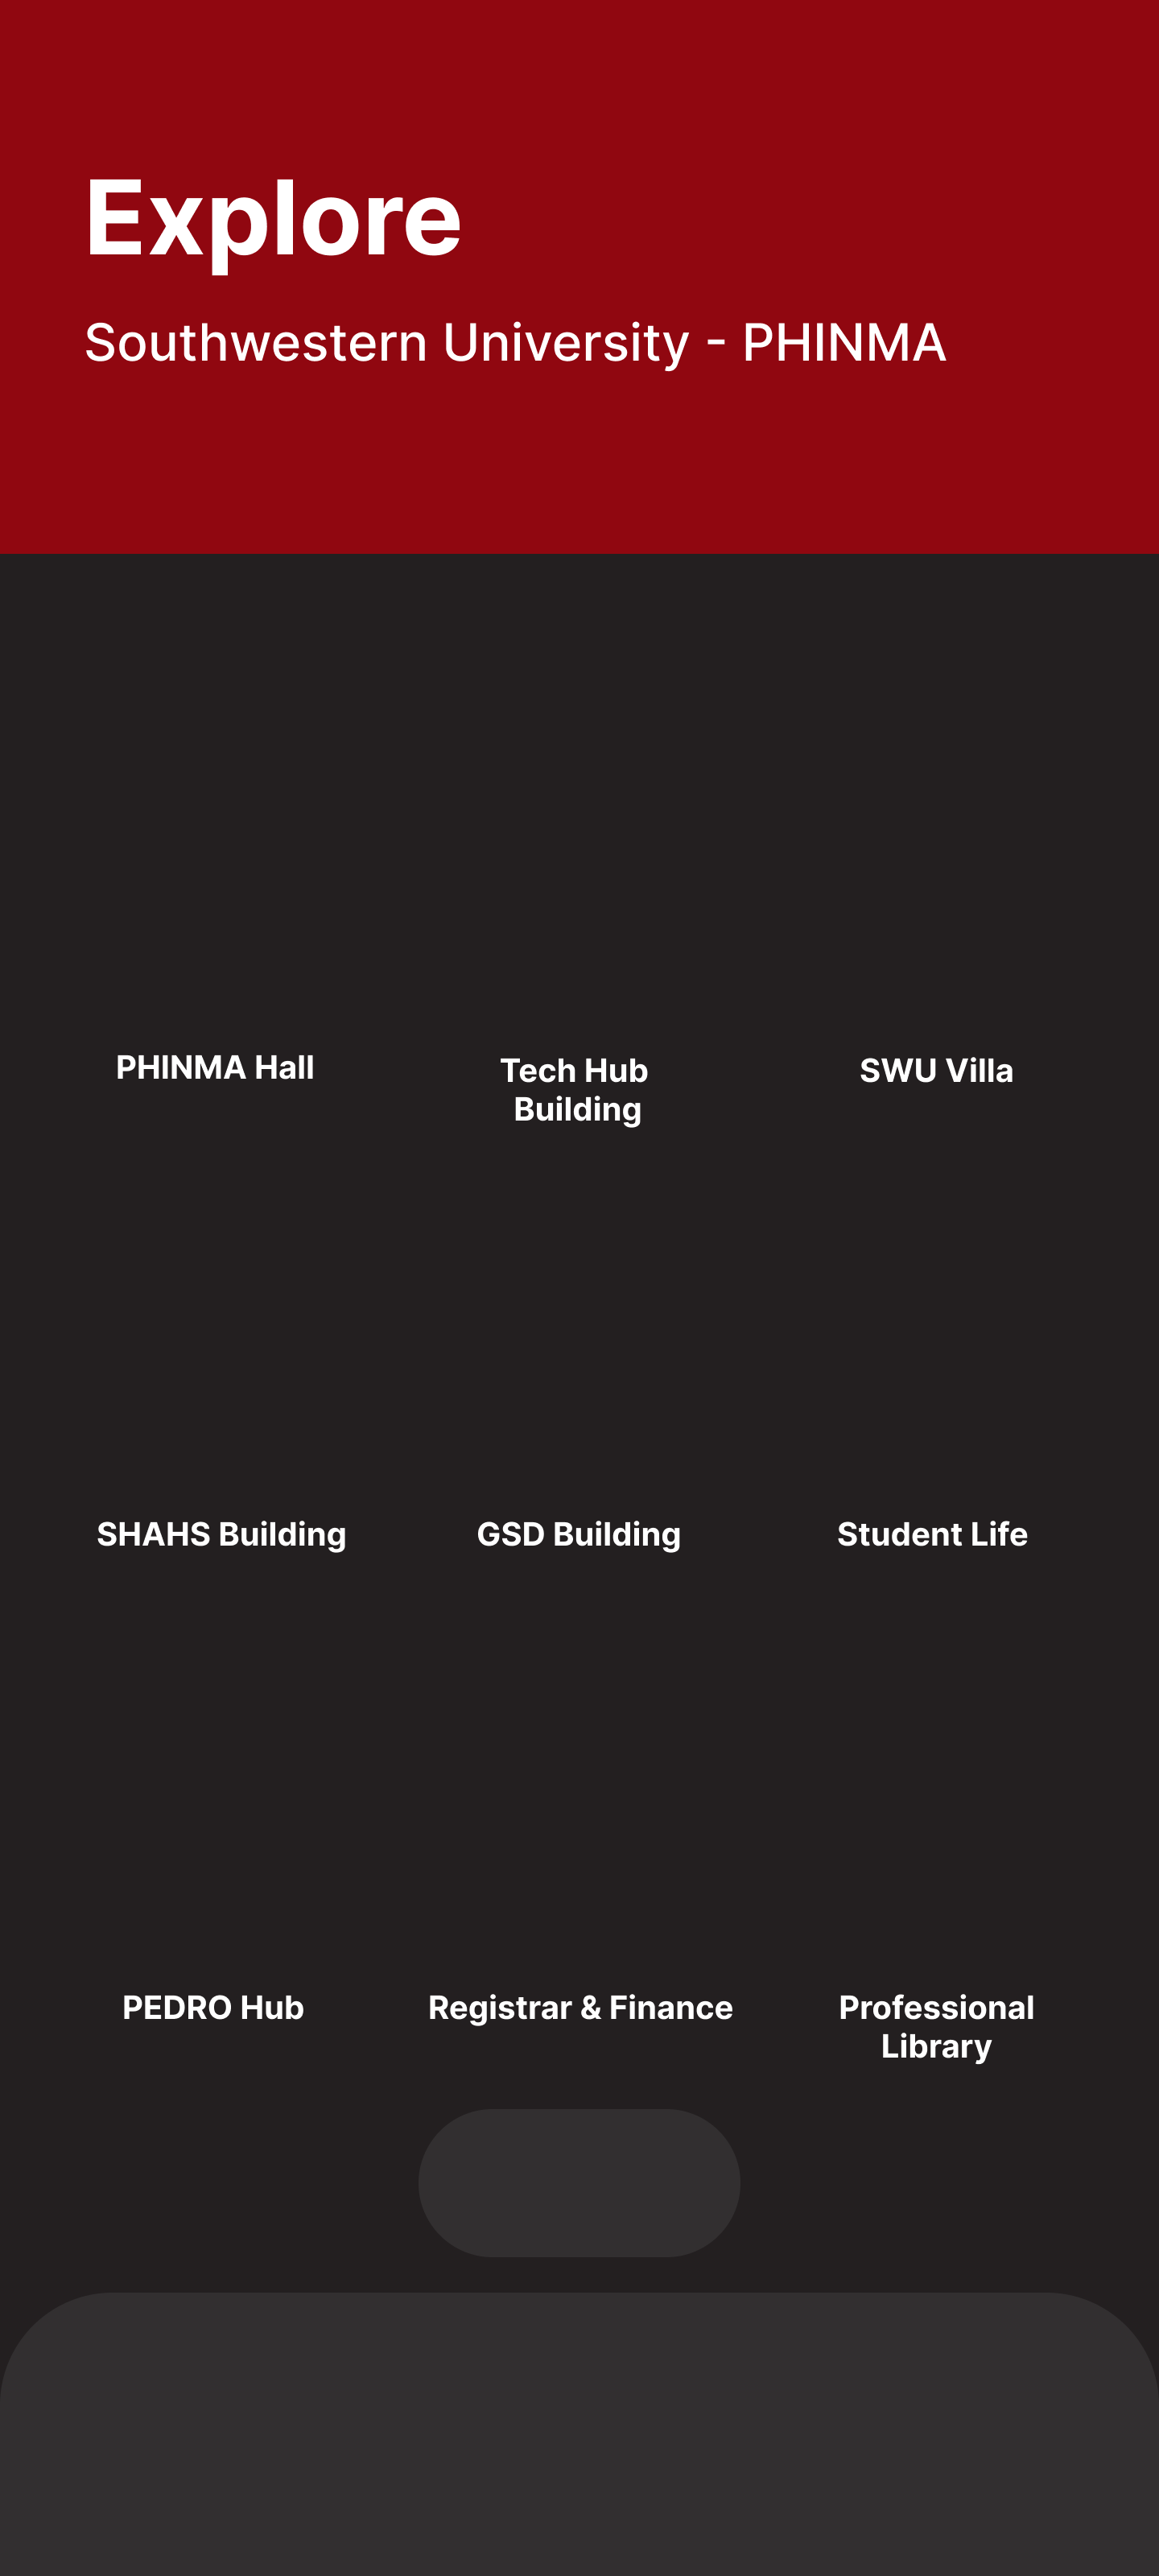 Explore
Southwestern University - PHINMA
PHINMA Hall
Tech Hub
Building
SWU Villa
SHAHS Building
GSD Building
Student Life
PEDRO Hub
Registrar & Finance
Professional
Library